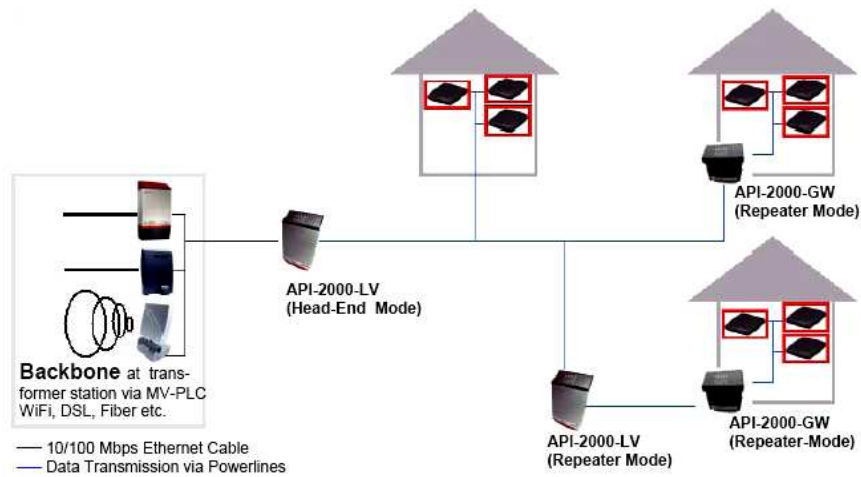 API-2000-GW
(Repeater Mode)
API-2000-LV
(Head-End Mode)
Backbone at trans-
former station via MV-PLC
WiFi, DSL, Fiber etc.
API-2000-LV
(Repeater Mode)
API-2000-GW
(Repeater-Mode)
10/100 Mbps Ethernet Cable
Data Transmission via Powerlines